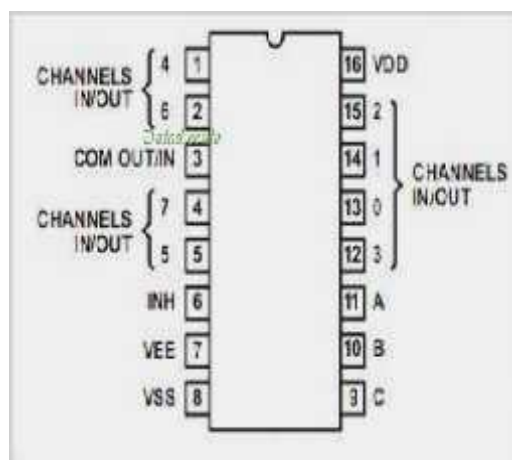 4 1 16 VDD
CHANNELS
IN/OUT
6 2 15 2
COM OUT/IN 3 14 1
CHANNELS
IN/OUT
7 4 13 0
CHANNELS
IN/OUT
5 5 12 3
INH 6 11 A
VEE 7 10 B
VSS 8 9 C